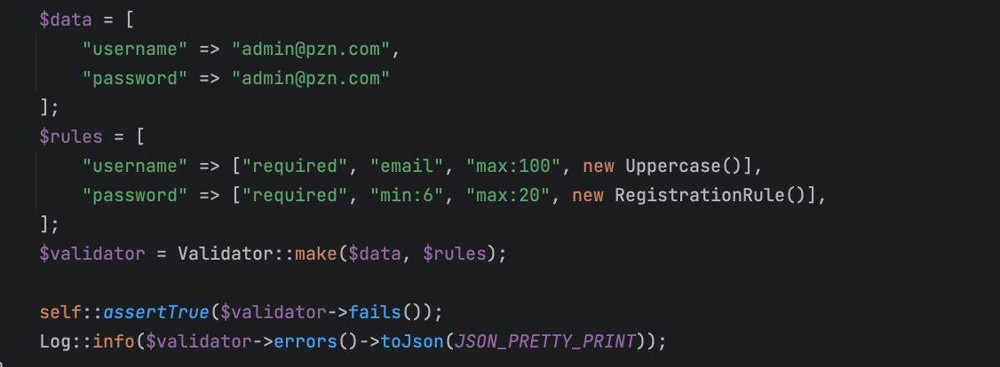 $data = [
    "username" => "admin@pzn.com",
    "password" => "admin@pzn.com"
];
$rules = [
    "username" => ["required", "email", "max:100", new Uppercase()],
    "password" => ["required", "min:6", "max:20", new RegistrationRule()],
];
$validator = Validator::make($data, $rules);

self::assertTrue($validator->fails());
Log::info($validator->errors()->toJson(JSON_PRETTY_PRINT));